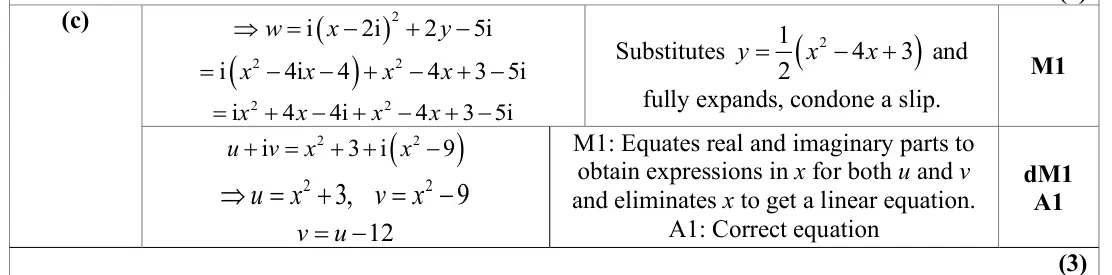 (c)
⇒ w = i(x − 2i)² + 2y − 5i
= i(x² − 4ix − 4) + x² − 4x + 3 − 5i
= ix² + 4x − 4i + x² − 4x + 3 − 5i
Substitutes y = 1/2 (x² − 4x + 3) and
fully expands, condone a slip.
M1
u + iv = x² + 3 + i(x² − 9)
⇒ u = x² + 3, v = x² − 9
v = u − 12
M1: Equates real and imaginary parts to
obtain expressions in x for both u and v
and eliminates x to get a linear equation.
A1: Correct equation
dM1
A1
(3)